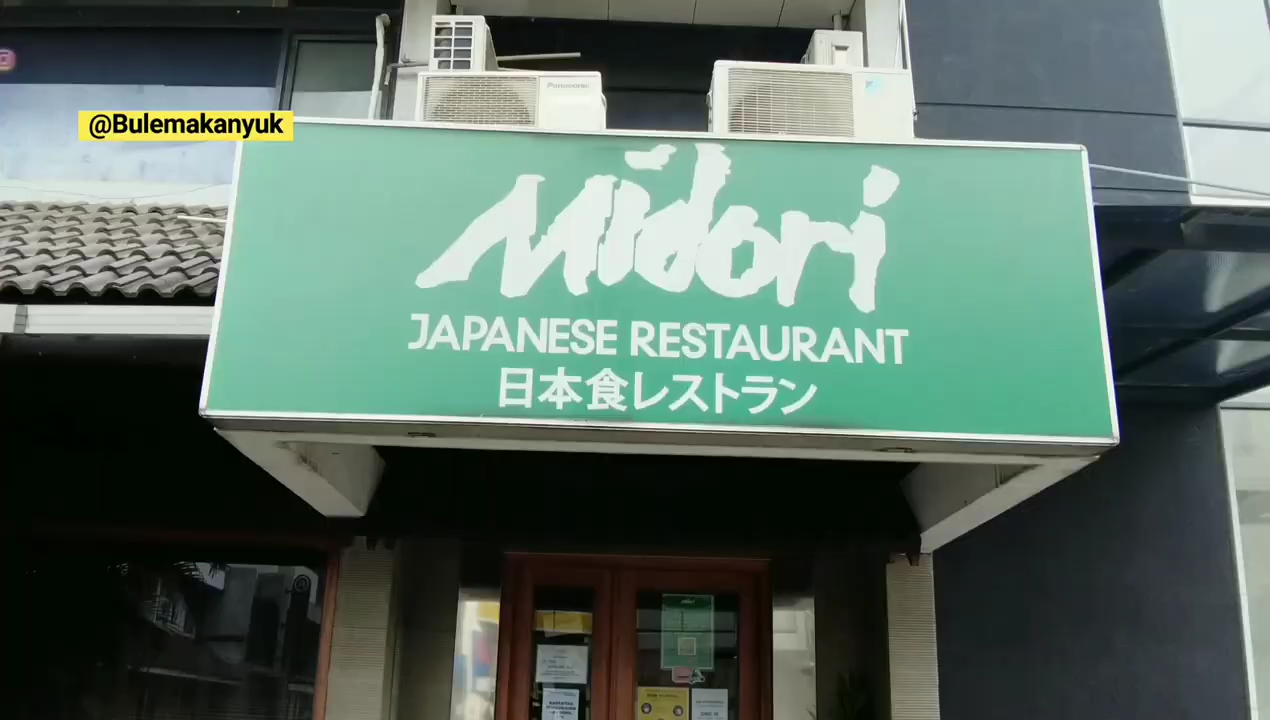 @Bulemakanyuk
Panasonic
Midori
JAPANESE RESTAURANT
日本食レストラン